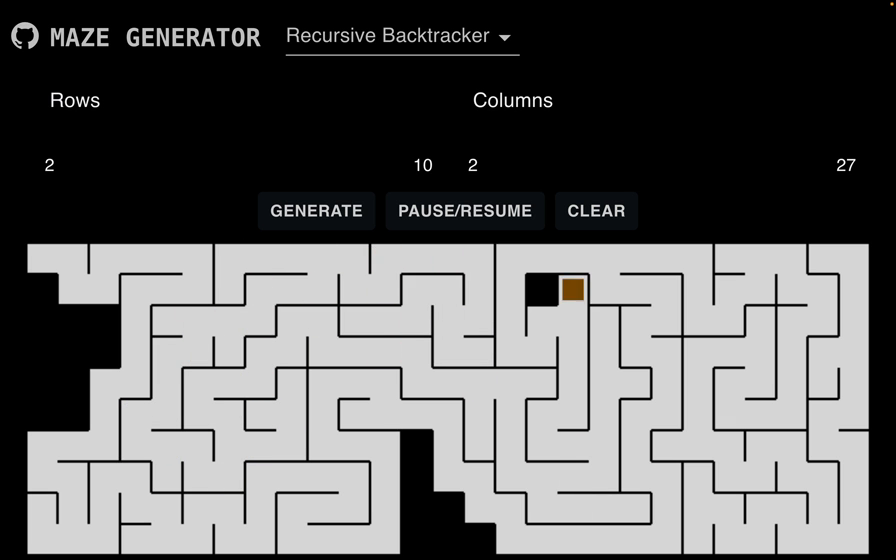 MAZE GENERATOR Recursive Backtracker
Rows Columns
2 10 2 27
GENERATE PAUSE/RESUME CLEAR